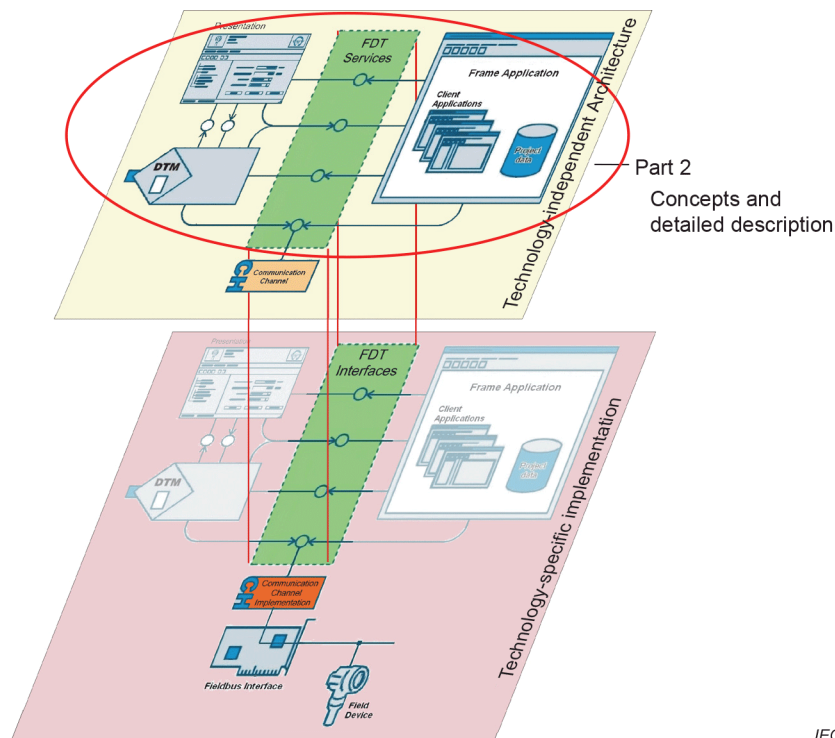 Presentation
FDT
Services
Frame Application
Client
Applications
Project
data
DTM
CH
Communication
Channel
Technology-independent Architecture
Part 2
Concepts and
detailed description
Presentation
FDT
Interfaces
Frame Application
Client
Applications
Project
data
DTM
CH
Communication
Channel
Implementation
Fieldbus Interface
Field
Device
Technology-specific implementation